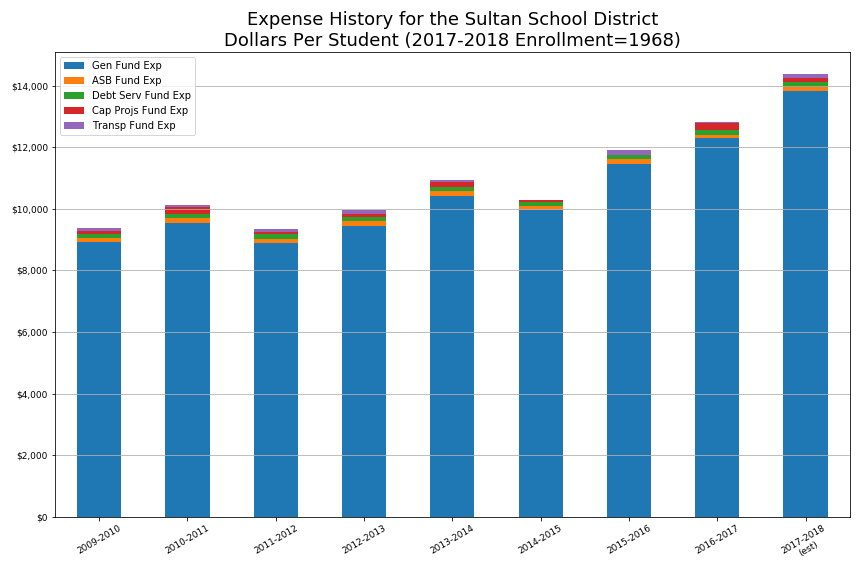 Expense History for the Sultan School District
Dollars Per Student (2017-2018 Enrollment=1968)
Gen Fund Exp
ASB Fund Exp
Debt Serv Fund Exp
Cap Projs Fund Exp
Transp Fund Exp
$14,000
$12,000
$10,000
$8,000
$6,000
$4,000
$2,000
$0
2009-2010
2010-2011
2011-2012
2012-2013
2013-2014
2014-2015
2015-2016
2016-2017
2017-2018
(est)